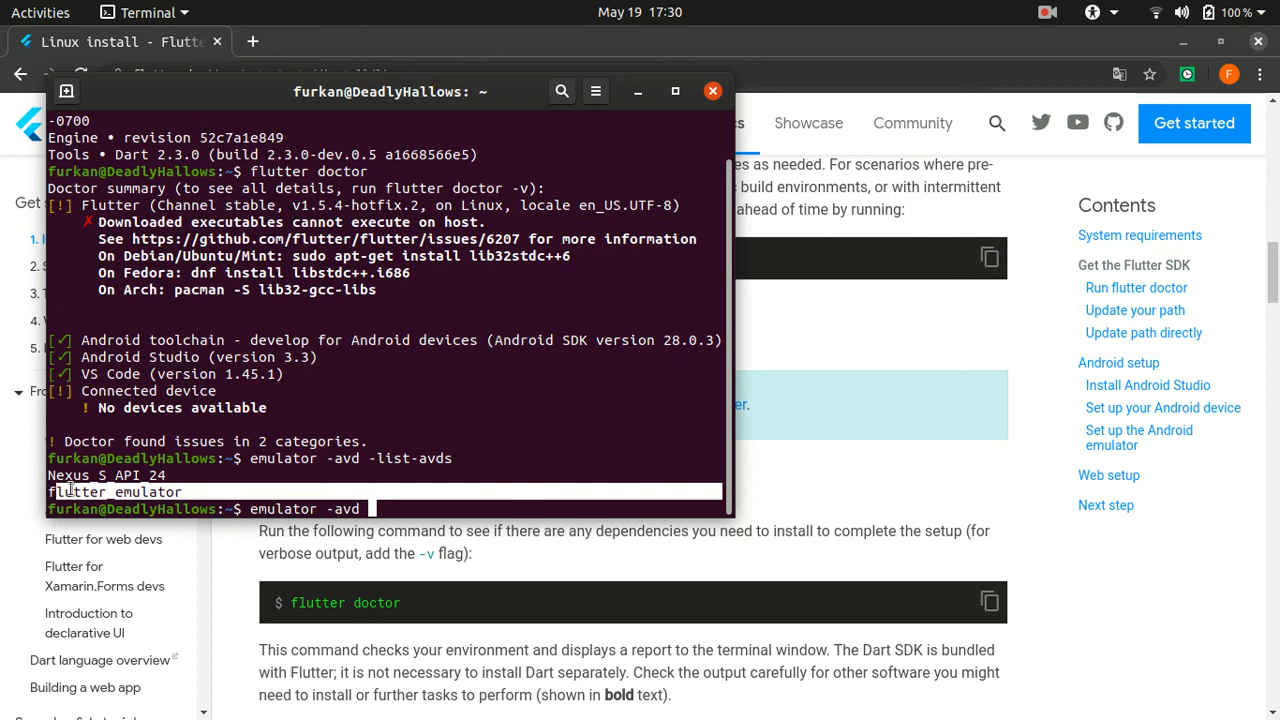 Activities
Terminal
May 19 17:30
100 %
Linux install - Flutte
furkan@DeadlyHallows: ~
F
Showcase
Community
Get started
-0700
Engine • revision 52c7a1e849
Tools • Dart 2.3.0 (build 2.3.0-dev.0.5 a1668566e5)
furkan@DeadlyHallows:~$ flutter doctor
Doctor summary (to see all details, run flutter doctor -v):
[!] Flutter (Channel stable, v1.5.4-hotfix.2, on Linux, locale en_US.UTF-8)
✗ Downloaded executables cannot execute on host.
See https://github.com/flutter/flutter/issues/6207 for more information
On Debian/Ubuntu/Mint: sudo apt-get install lib32stdc++6
On Fedora: dnf install libstdc++.i686
On Arch: pacman -S lib32-gcc-libs
[✓] Android toolchain - develop for Android devices (Android SDK version 28.0.3)
[✓] Android Studio (version 3.3)
[✓] VS Code (version 1.45.1)
[!] Connected device
! No devices available
! Doctor found issues in 2 categories.
furkan@DeadlyHallows:~$ emulator -avd -list-avds
Nexus_S_API_24
flutter_emulator
furkan@DeadlyHallows:~$ emulator -avd
Get s
1. I
2. S
3. T
4. W
5.
Fro
Flutter for web devs
Flutter for
Xamarin.Forms devs
Introduction to
declarative UI
Dart language overview
Building a web app
es as needed. For scenarios where pre-
build environments, or with intermittent
ahead of time by running:
er.
Run the following command to see if there are any dependencies you need to install to complete the setup (for
verbose output, add the -v flag):
$ flutter doctor
This command checks your environment and displays a report to the terminal window. The Dart SDK is bundled
with Flutter; it is not necessary to install Dart separately. Check the output carefully for other software you might
need to install or further tasks to perform (shown in bold text).
Contents
System requirements
Get the Flutter SDK
Run flutter doctor
Update your path
Update path directly
Android setup
Install Android Studio
Set up your Android device
Set up the Android
emulator
Web setup
Next step